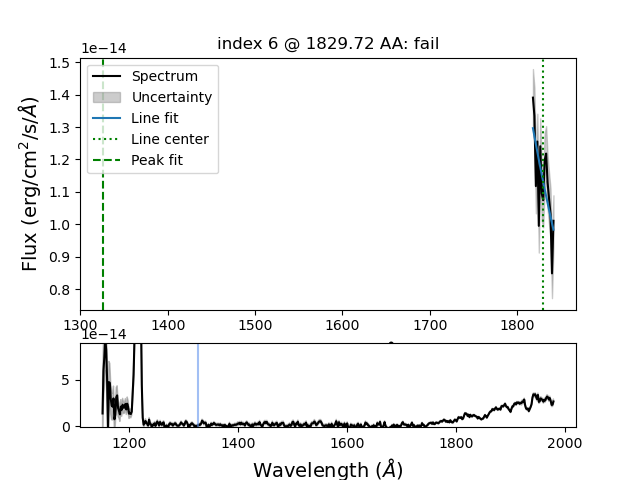 index 6 @ 1829.72 AA: fail
1e−14
Spectrum
Uncertainty
Line fit
Line center
Peak fit
Flux (erg/cm²/s/Å)
1.5
1.4
1.3
1.2
1.1
1.0
0.9
0.8
1300 1400 1500 1600 1700 1800
1e−14
5
0
1200 1400 1600 1800 2000
Wavelength (Å)